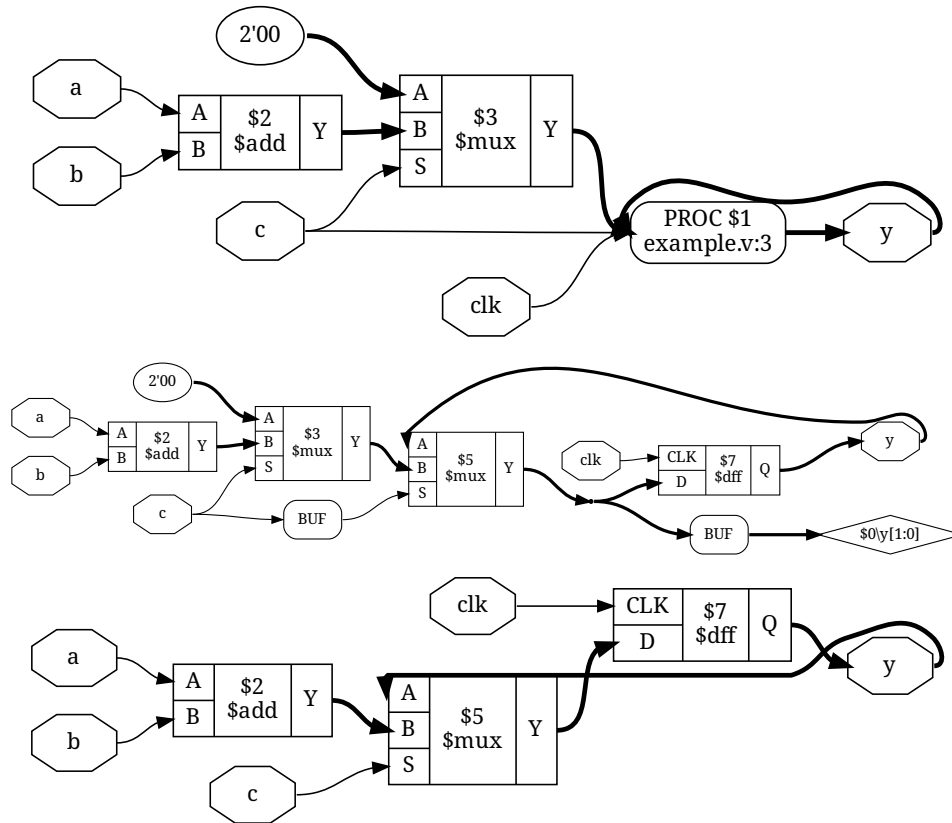 2'00
a
A
$2
$add
Y
B
b
A
B
S
$3
$mux
Y
c
PROC $1
example.v:3
y
clk
2'00
a
A
B
$2
$add
Y
b
A
B
S
$3
$mux
Y
c
BUF
A
B
S
$5
$mux
Y
clk
CLK
D
$7
$dff
Q
y
BUF
$0\y[1:0]
clk
CLK
D
$7
$dff
Q
y
a
A
B
$2
$add
Y
b
A
B
S
$5
$mux
Y
c